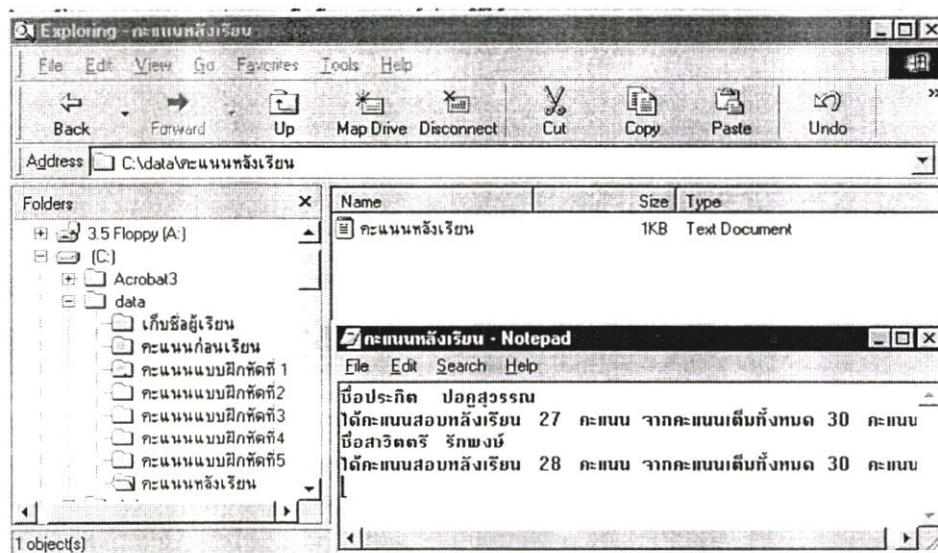 Exploring - คะแนนหลังเรียน
File Edit View Go Favorites Tools Help
Back Forward Up Map Drive Disconnect Cut Copy Paste Undo »
Address C:\data\คะแนนหลังเรียน
Folders
3.5 Floppy (A:)
(C:)
Acrobat3
data
เก็บชื่อผู้เรียน
คะแนนก่อนเรียน
คะแนนแบบฝึกหัดที่ 1
คะแนนแบบฝึกหัดที่2
คะแนนแบบฝึกหัดที่3
คะแนนแบบฝึกหัดที่4
คะแนนแบบฝึกหัดที่5
คะแนนหลังเรียน
Name Size Type
คะแนนหลังเรียน 1KB Text Document
คะแนนหลังเรียน - Notepad
File Edit Search Help
ชื่อประกิต ปอคูสุวรรณ
ได้คะแนนสอบหลังเรียน 27 คะแนน จากคะแนนเต็มทั้งหมด 30 คะแนน
ชื่อสาวิตตรี รักพงษ์
ได้คะแนนสอบหลังเรียน 28 คะแนน จากคะแนนเต็มทั้งหมด 30 คะแนน
1 object(s)